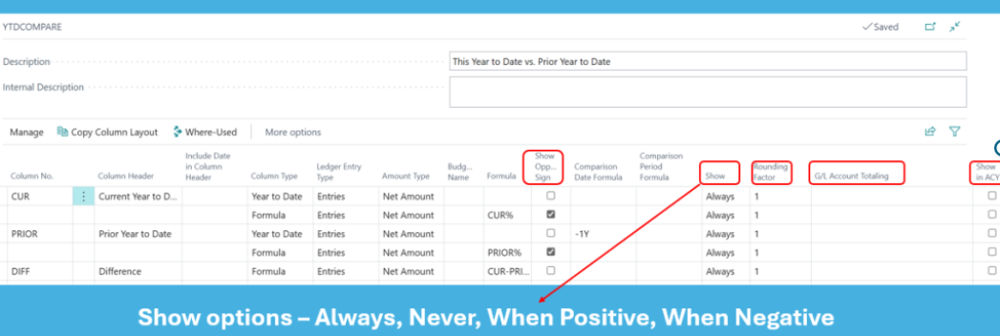 YTDCOMPARE
Saved
Description
This Year to Date vs. Prior Year to Date
Internal Description
Manage Copy Column Layout Where-Used More options
Column No. Column Header Include Date in Column Header Column Type Ledger Entry Type Amount Type Budg... Name Formula Show Opp... Sign Comparison Date Formula Comparison Period Formula Show Rounding Factor G/L Account Totaling Show in ACY
CUR Current Year to D... Year to Date Entries Net Amount Always 1
Formula Entries Net Amount CUR% Always 1
PRIOR Prior Year to Date Year to Date Entries Net Amount -1Y Always 1
Formula Entries Net Amount PRIOR% Always 1
DIFF Difference Formula Entries Net Amount CUR-PRI... Always 1
Show options – Always, Never, When Positive, When Negative